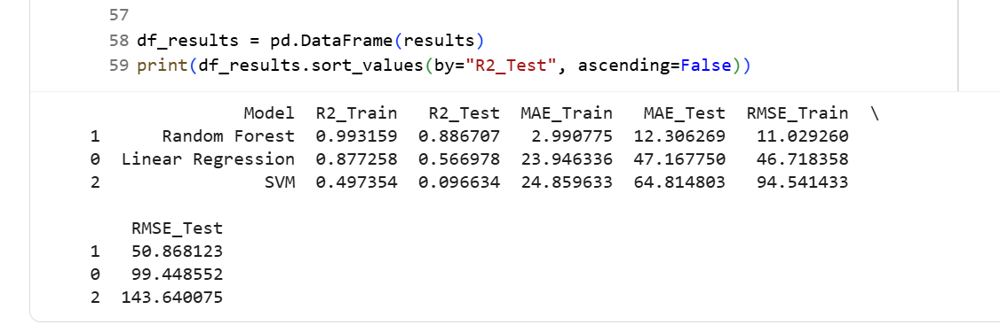 57
58 df_results = pd.DataFrame(results)
59 print(df_results.sort_values(by="R2_Test", ascending=False))
Model R2_Train R2_Test MAE_Train MAE_Test RMSE_Train \
1 Random Forest 0.993159 0.886707 2.990775 12.306269 11.029260
0 Linear Regression 0.877258 0.566978 23.946336 47.167750 46.718358
2 SVM 0.497354 0.096634 24.859633 64.814803 94.541433
RMSE_Test
1 50.868123
0 99.448552
2 143.640075